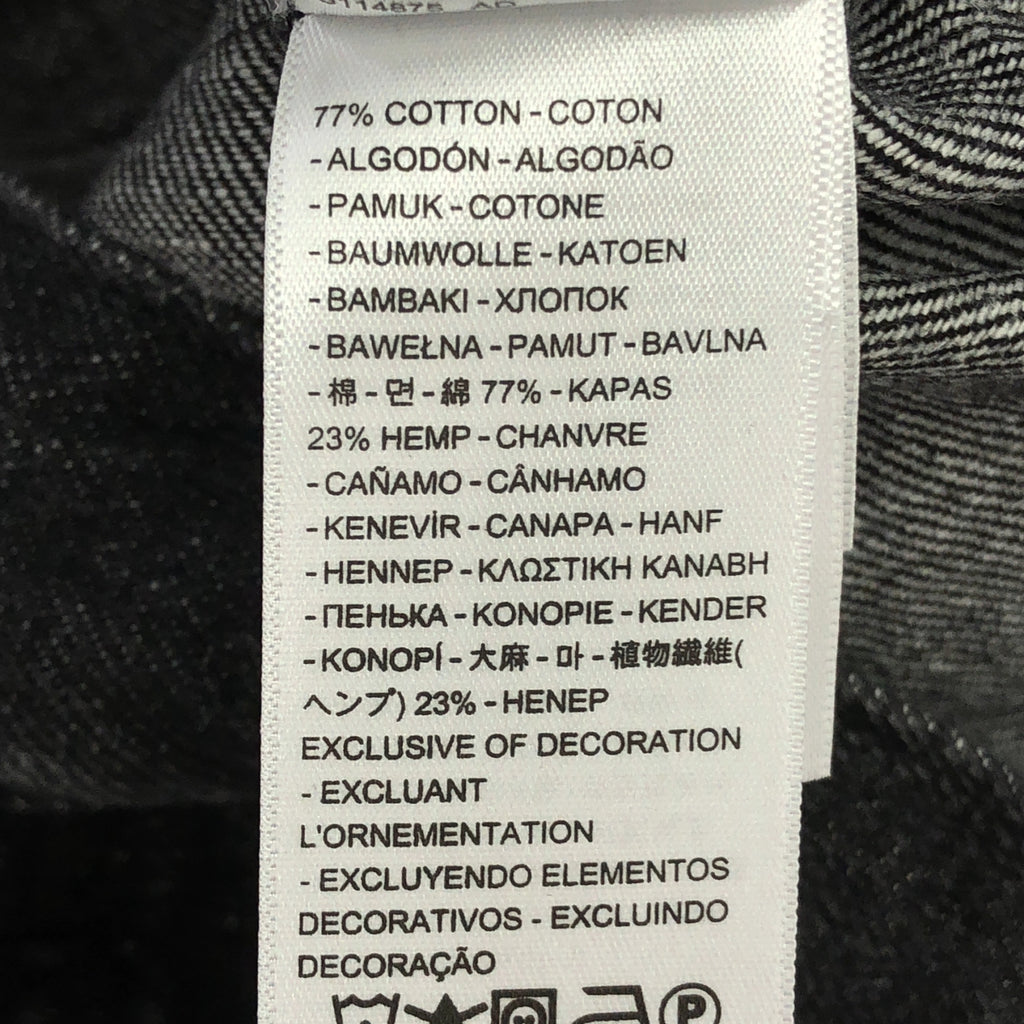 77% COTTON - COTON
- ALGODÓN - ALGODÃO
- PAMUK - COTONE
- BAUMWOLLE - KATOEN
- BAMBAKI - ХЛОПОК
- BAWEŁNA - PAMUT - BAVLNA
- 棉 - 면 - 綿 77% - KAPAS
23% HEMP - CHANVRE
- CAÑAMO - CÂNHAMO
- KENEVİR - CANAPA - HANF
- HENNEP - ΚΛΩΣΤΙΚΗ ΚΑΝΑΒΗ
- ПЕНЬКА - KONOPIE - KENDER
- KONOPÍ - 大麻 - 마 - 植物繊維(
ヘンプ) 23% - HENEP
EXCLUSIVE OF DECORATION
- EXCLUANT
L'ORNEMENTATION
- EXCLUYENDO ELEMENTOS
DECORATIVOS - EXCLUINDO
DECORAÇÃO
P